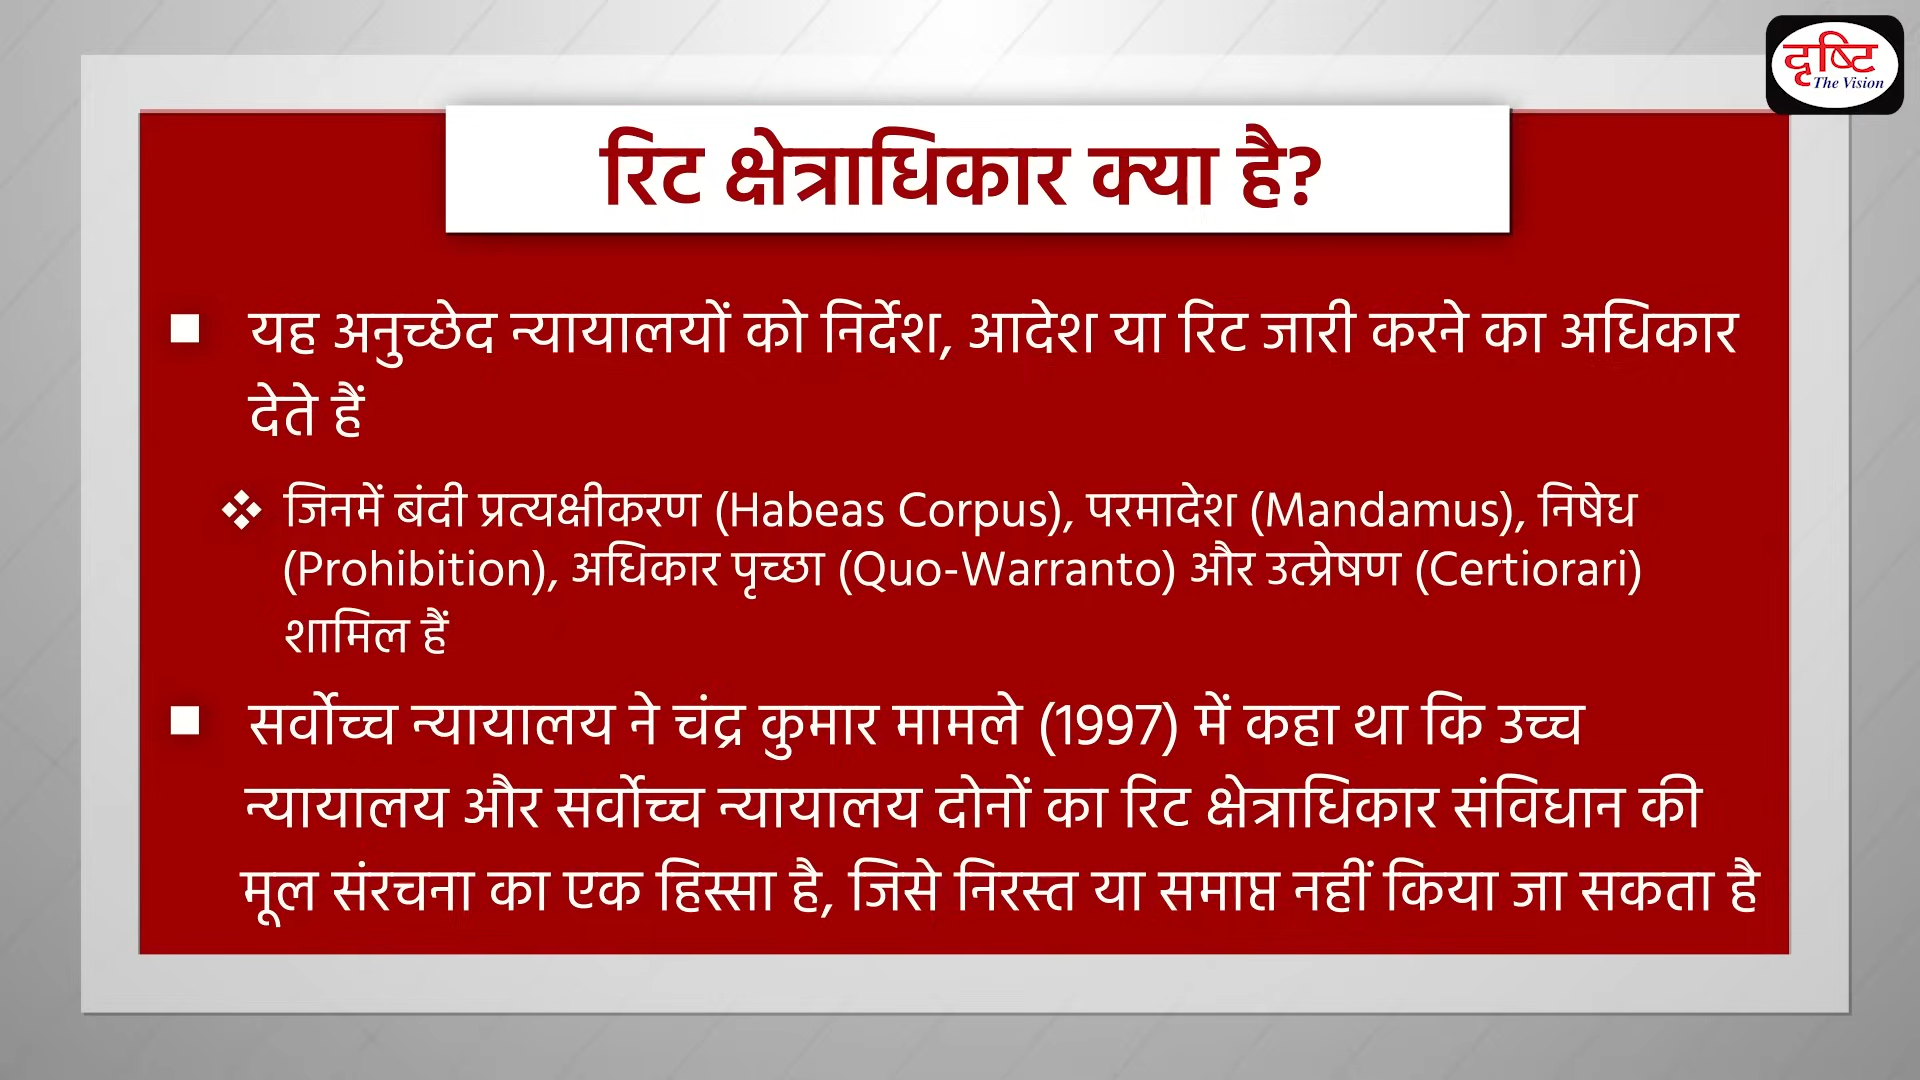 दृष्टि
The Vision
रिट क्षेत्राधिकार क्या है?
यह अनुच्छेद न्यायालयों को निर्देश, आदेश या रिट जारी करने का अधिकार
देते हैं
जिनमें बंदी प्रत्यक्षीकरण (Habeas Corpus), परमादेश (Mandamus), निषेध
(Prohibition), अधिकार पृच्छा (Quo-Warranto) और उत्प्रेषण (Certiorari)
शामिल हैं
सर्वोच्च न्यायालय ने चंद्र कुमार मामले (1997) में कहा था कि उच्च
न्यायालय और सर्वोच्च न्यायालय दोनों का रिट क्षेत्राधिकार संविधान की
मूल संरचना का एक हिस्सा है, जिसे निरस्त या समाप्त नहीं किया जा सकता है